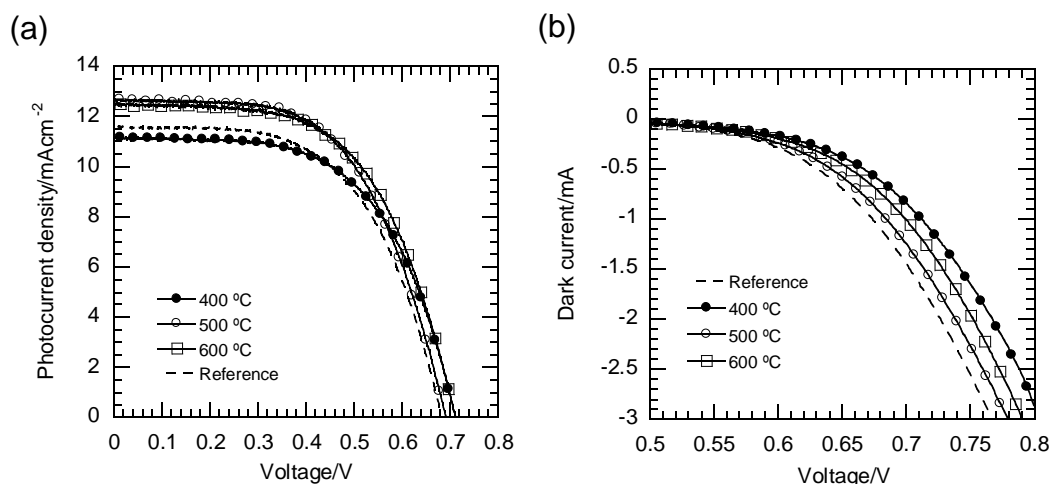 (a)
14
12
10
8
6
4
2
0
Photocurrent density/mAcm⁻²
400 ºC
500 ºC
600 ºC
Reference
0 0.1 0.2 0.3 0.4 0.5 0.6 0.7 0.8
Voltage/V
(b)
0.5
0
-0.5
-1
-1.5
-2
-2.5
-3
Dark current/mA
Reference
400 ºC
500 ºC
600 ºC
0.5 0.55 0.6 0.65 0.7 0.75 0.8
Voltage/V